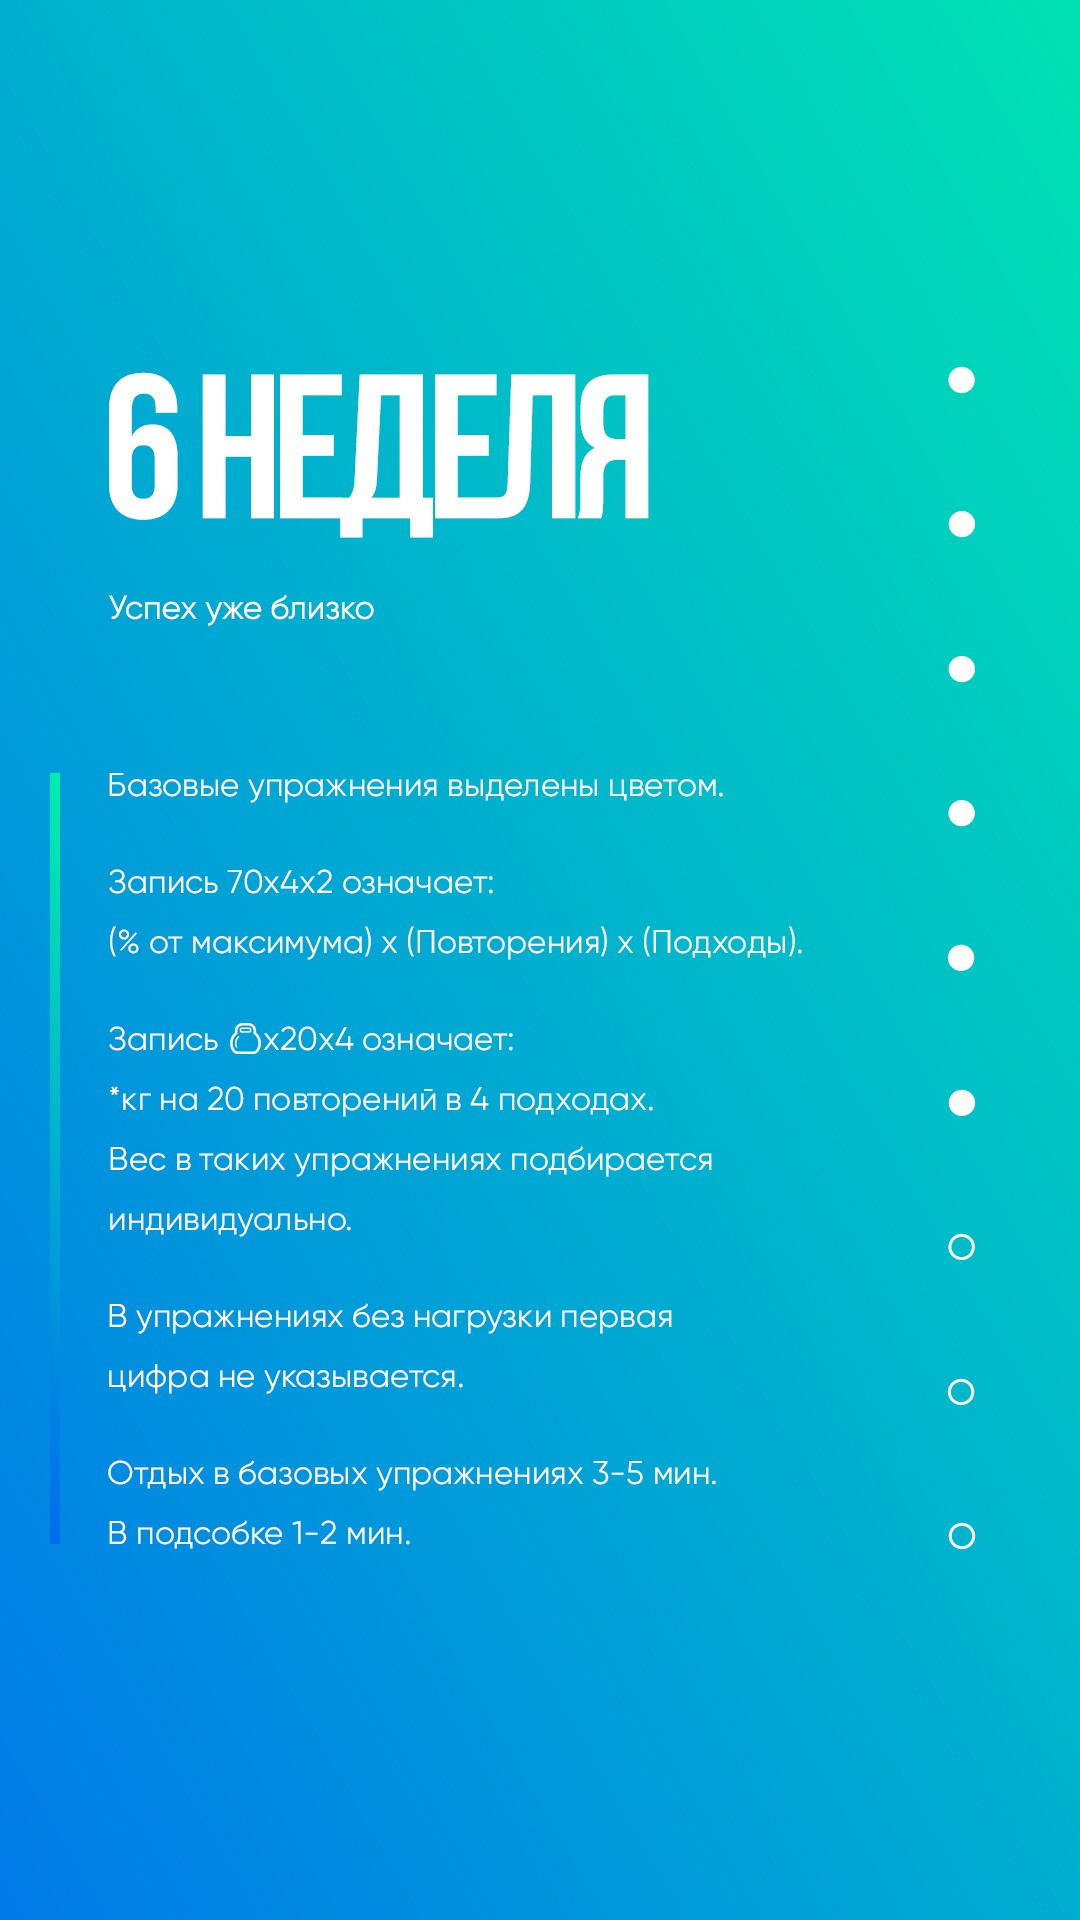 6 НЕДЕЛЯ
Успех уже близко
Базовые упражнения выделены цветом.
Запись 70х4х2 означает:
(% от максимума) х (Повторения) х (Подходы).
Запись х20х4 означает:
*кг на 20 повторений в 4 подходах.
Вес в таких упражнениях подбирается
индивидуально.
В упражнениях без нагрузки первая
цифра не указывается.
Отдых в базовых упражнениях 3-5 мин.
В подсобке 1-2 мин.